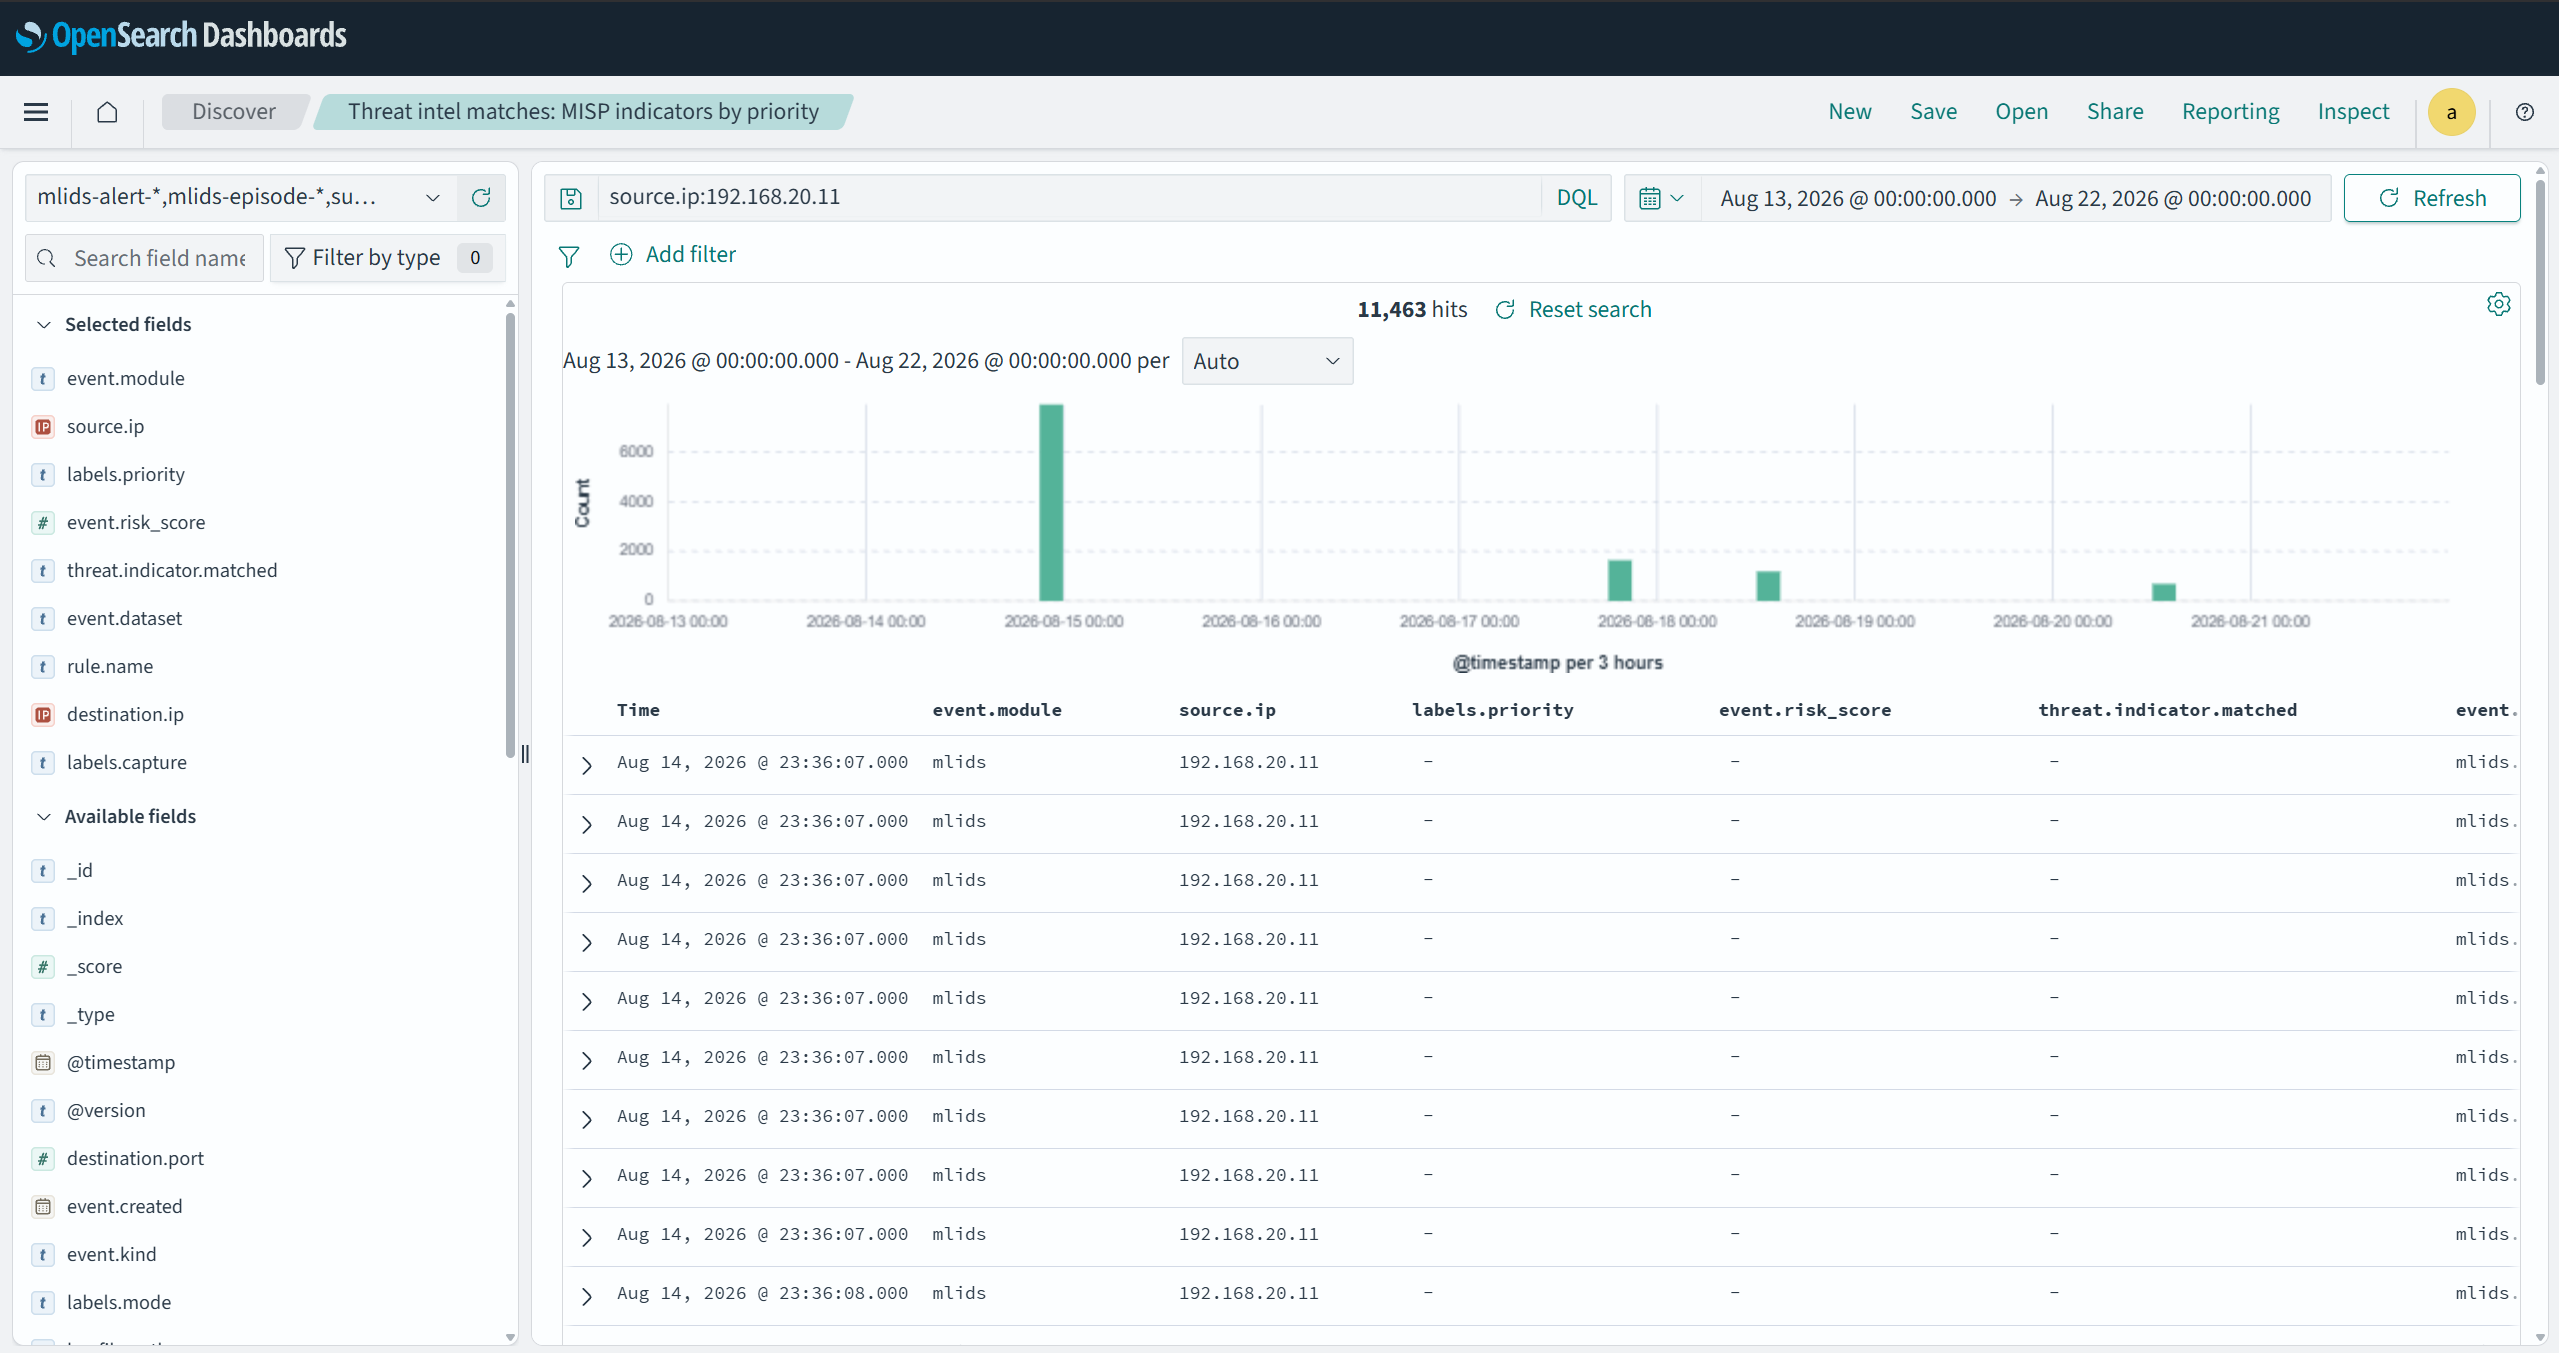 OpenSearch Dashboards
Discover
Threat intel matches: MISP indicators by priority
New
Save
Open
Share
Reporting
Inspect
a
mlids-alert-*,mlids-episode-*,su…
source.ip:192.168.20.11
DQL
Aug 13, 2026 @ 00:00:00.000 → Aug 22, 2026 @ 00:00:00.000
Refresh
Search field name
Filter by type 0
Add filter
Selected fields
event.module
source.ip
labels.priority
event.risk_score
threat.indicator.matched
event.dataset
rule.name
destination.ip
labels.capture
Available fields
_id
_index
_score
_type
@timestamp
@version
destination.port
event.created
event.kind
labels.mode
11,463 hits
Reset search
Aug 13, 2026 @ 00:00:00.000 - Aug 22, 2026 @ 00:00:00.000 per
Auto
Count
6000
4000
2000
0
2026-08-13 00:00
2026-08-14 00:00
2026-08-15 00:00
2026-08-16 00:00
2026-08-17 00:00
2026-08-18 00:00
2026-08-19 00:00
2026-08-20 00:00
2026-08-21 00:00
@timestamp per 3 hours
Time event.module source.ip labels.priority event.risk_score threat.indicator.matched event.
Aug 14, 2026 @ 23:36:07.000 mlids 192.168.20.11 - - - mlids.
Aug 14, 2026 @ 23:36:07.000 mlids 192.168.20.11 - - - mlids.
Aug 14, 2026 @ 23:36:07.000 mlids 192.168.20.11 - - - mlids.
Aug 14, 2026 @ 23:36:07.000 mlids 192.168.20.11 - - - mlids.
Aug 14, 2026 @ 23:36:07.000 mlids 192.168.20.11 - - - mlids.
Aug 14, 2026 @ 23:36:07.000 mlids 192.168.20.11 - - - mlids.
Aug 14, 2026 @ 23:36:07.000 mlids 192.168.20.11 - - - mlids.
Aug 14, 2026 @ 23:36:07.000 mlids 192.168.20.11 - - - mlids.
Aug 14, 2026 @ 23:36:07.000 mlids 192.168.20.11 - - - mlids.
Aug 14, 2026 @ 23:36:08.000 mlids 192.168.20.11 - - - mlids.